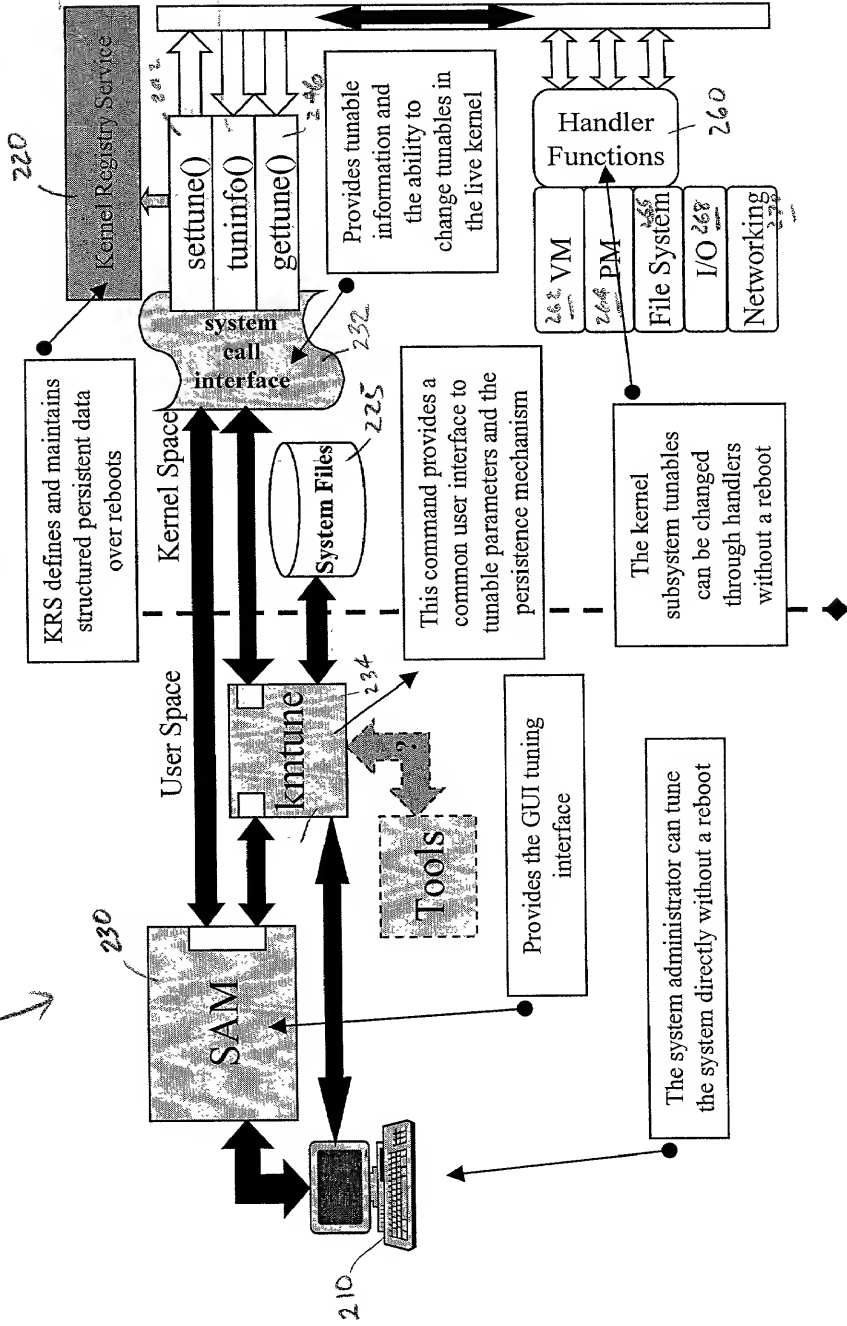 220
Kernel Registry Service
settune()
tuninfo()
gettune()
system
call
interface
232
Provides tunable
information and
the ability to
change tunables in
the live kernel
Handler
Functions
260
262 VM
PM
File System
I/O 268
Networking
KRS defines and maintains
structured persistent data
over reboots
Kernel Space
User Space
System Files
225
This command provides a
common user interface to
tunable parameters and the
persistence mechanism
The kernel
subsystem tunables
can be changed
through handlers
without a reboot
230
SAM
kmtune
234
?
Tools
Provides the GUI tuning
interface
210
The system administrator can tune
the system directly without a reboot